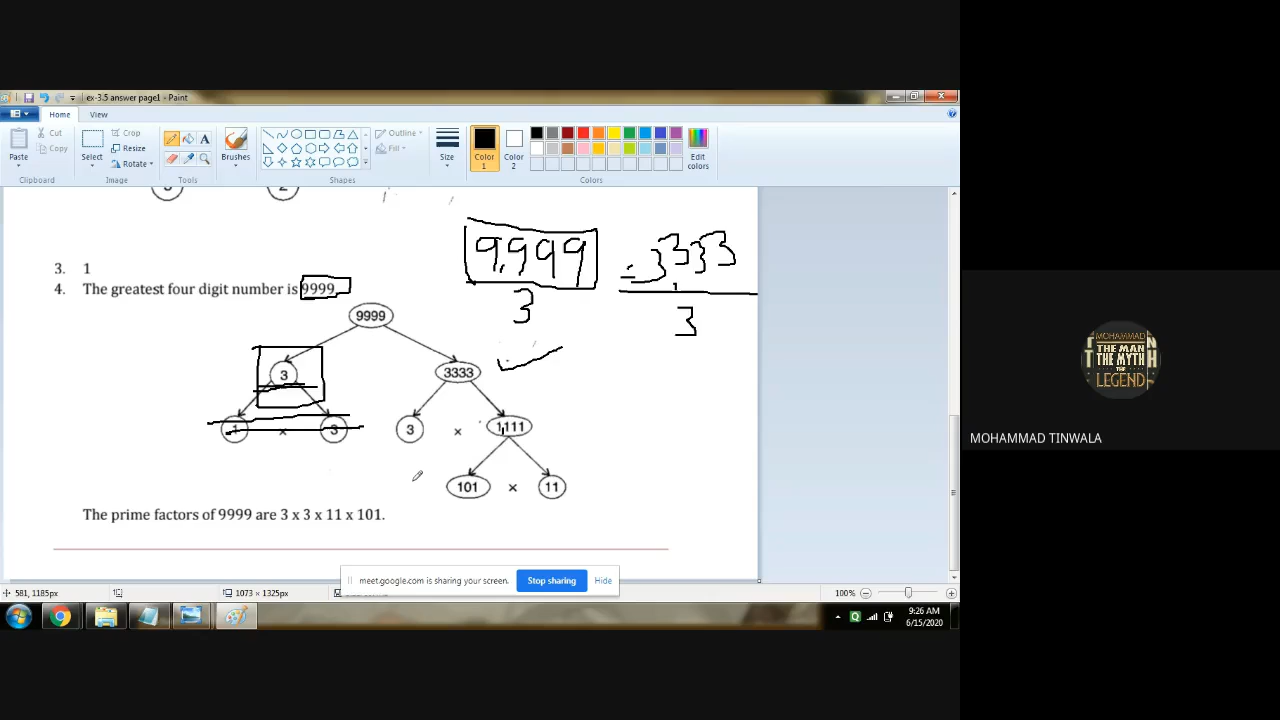 ex-3.5 answer page1 - Paint
Home View
Paste Cut Copy Select Crop Resize Rotate Brushes Outline Fill Size Color 1 Color 2 Edit colors
Clipboard Image Tools Shapes Colors
3. 1
4. The greatest four digit number is 9999.
9,999 ÷ 3333
3 3
9999
3 3333
1 × 3 3 × 1111
101 × 11
The prime factors of 9999 are 3 x 3 x 11 x 101.
meet.google.com is sharing your screen. Stop sharing Hide
581, 1185px 1073 × 1325px 100%
9:26 AM
6/15/2020
MOHAMMAD
THE MAN
THE MYTH
THE
LEGEND
MOHAMMAD TINWALA